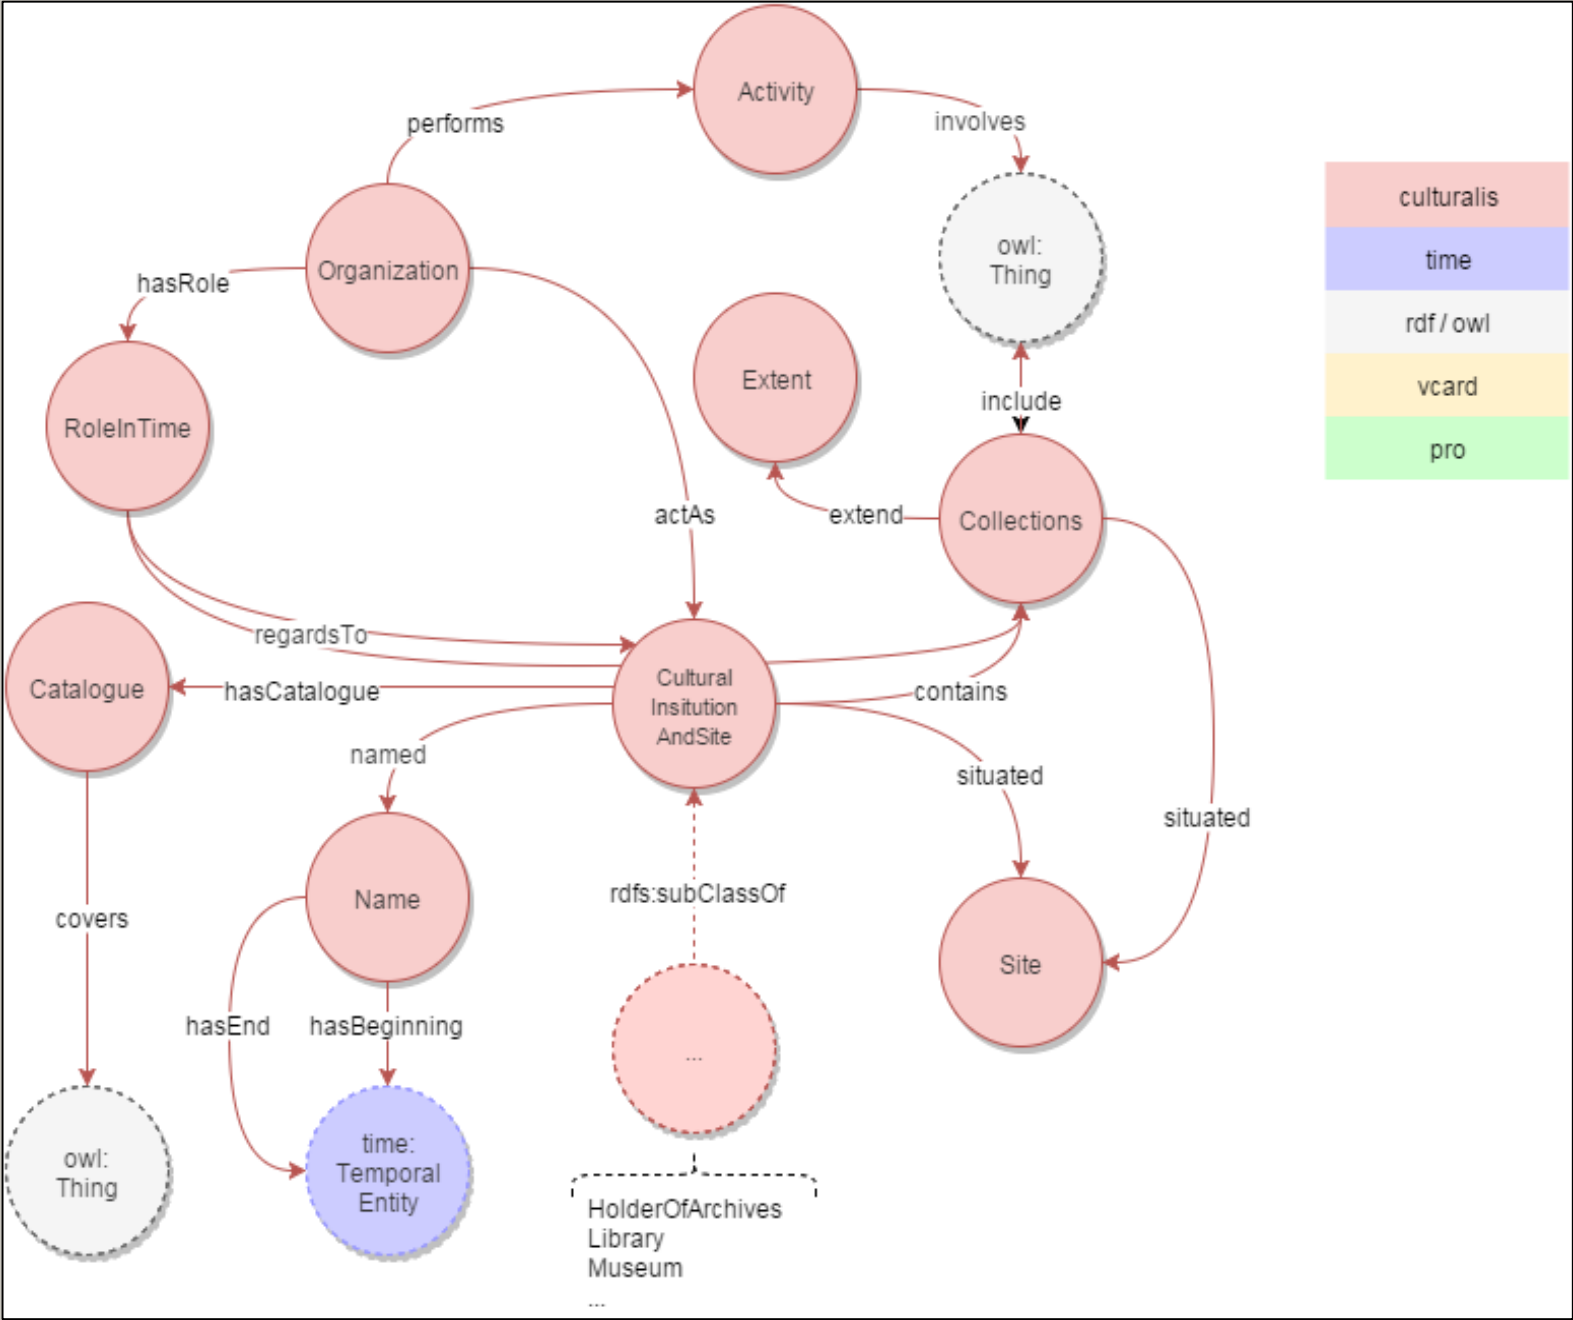 Activity
performs
involves
culturalis
owl:
Thing
time
Organization
hasRole
rdf / owl
Extent
vcard
include
RoleInTime
pro
actAs
extend
Collections
regardsTo
Catalogue
hasCatalogue
Cultural
Insitution
AndSite
contains
named
situated
situated
rdfs:subClassOf
Name
covers
Site
hasEnd
hasBeginning
...
owl:
Thing
time:
Temporal
Entity
HolderOfArchives
Library
Museum
...